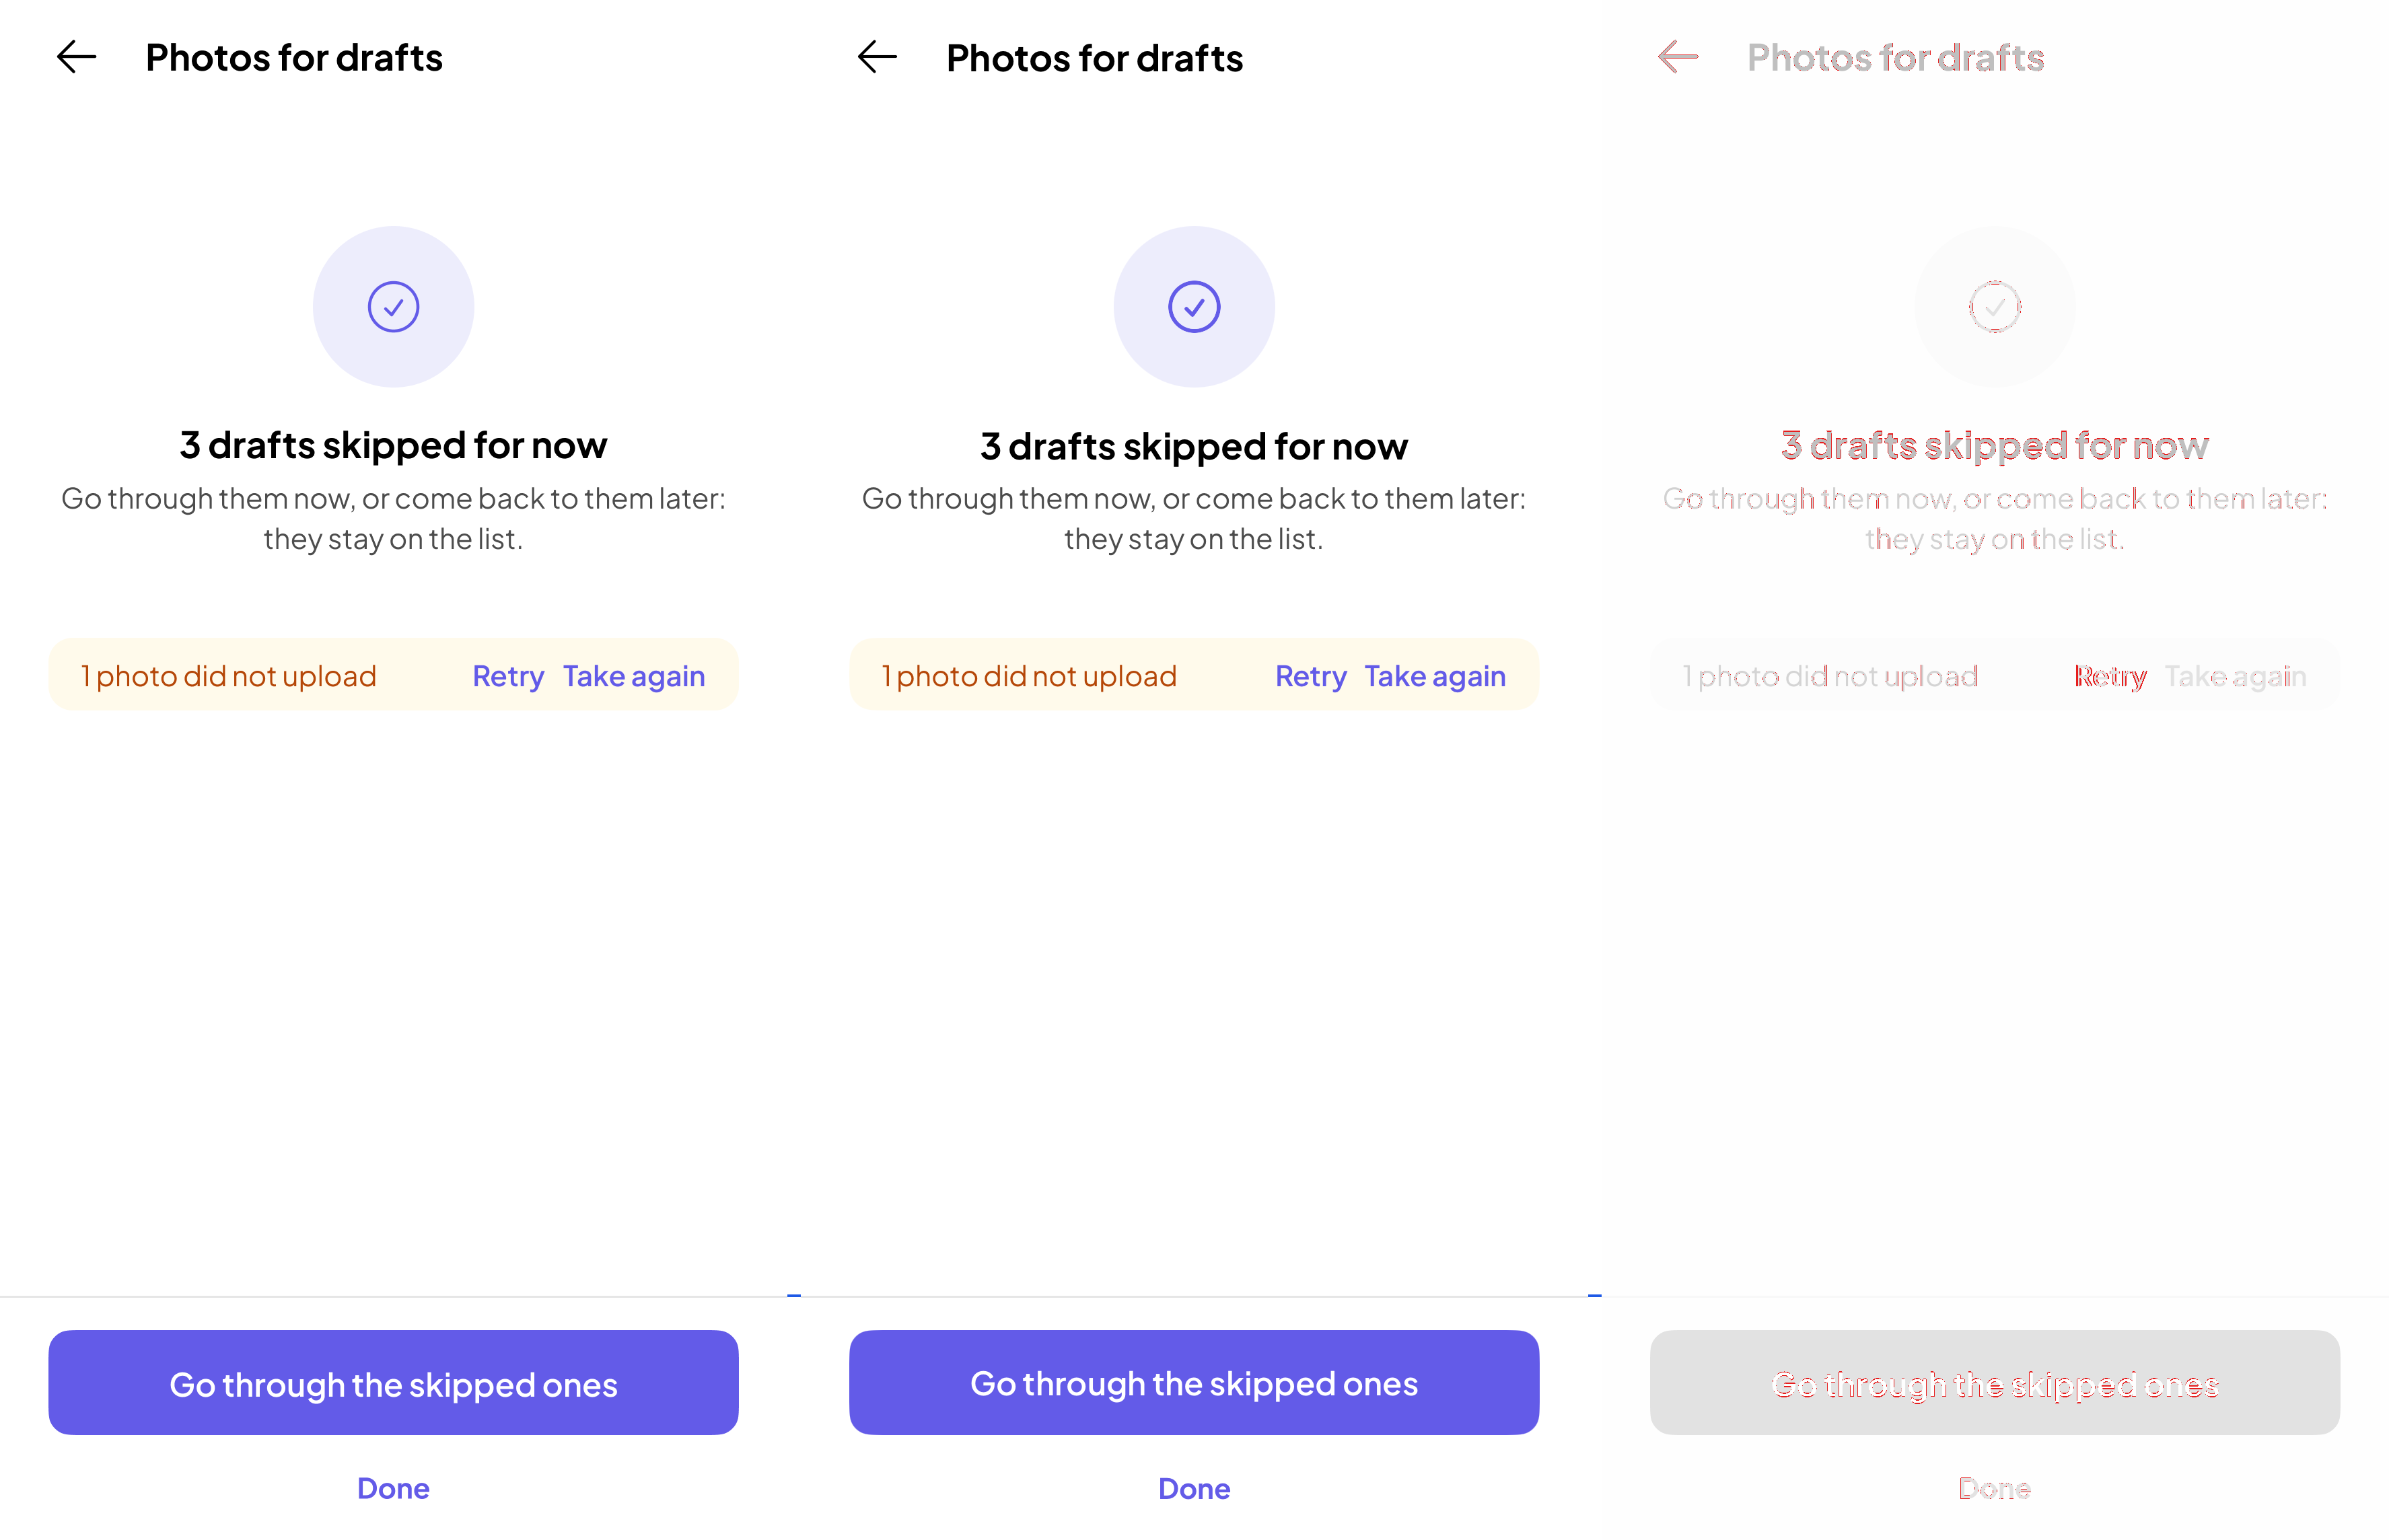 Photos for drafts
3 drafts skipped for now
Go through them now, or come back to them later:
they stay on the list.
1 photo did not upload Retry Take again
Go through the skipped ones
Done
Photos for drafts
3 drafts skipped for now
Go through them now, or come back to them later:
they stay on the list.
1 photo did not upload Retry Take again
Go through the skipped ones
Done
Photos for drafts
3 drafts skipped for now
Go through them now, or come back to them later:
they stay on the list.
1 photo did not upload Retry Take again
Go through the skipped ones
Done